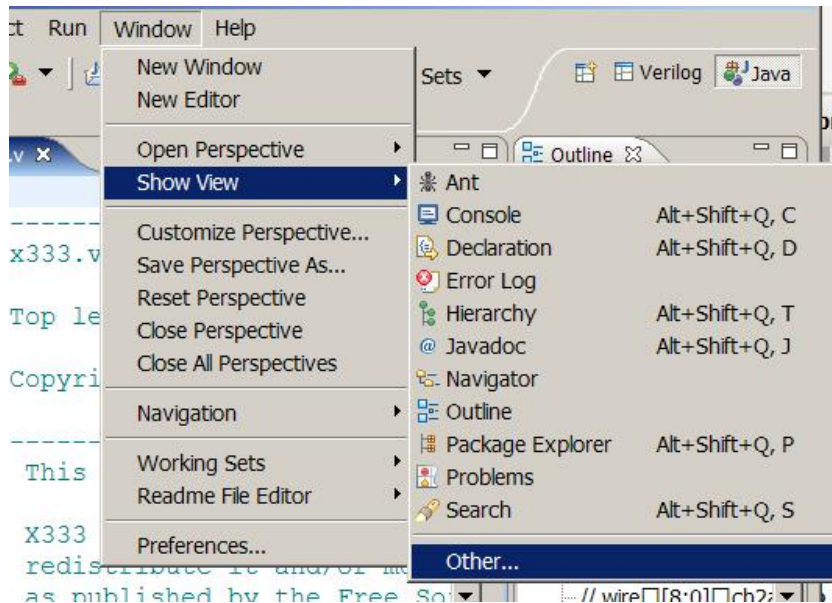 Run Window Help
New Window
New Editor
Sets
Verilog Java
Open Perspective
Outline
Show View
Ant
Console Alt+Shift+Q, C
Declaration Alt+Shift+Q, D
Error Log
Hierarchy Alt+Shift+Q, T
Javadoc Alt+Shift+Q, J
Navigator
Outline
Package Explorer Alt+Shift+Q, P
Problems
Search Alt+Shift+Q, S
Other...
Customize Perspective...
Save Perspective As...
Reset Perspective
Close Perspective
Close All Perspectives
Navigation
Working Sets
Readme File Editor
Preferences...
.v
x333.v
Top le
Copyri
This
X333
redistribute it and/or mo
as published by the Free So
// wire [8:0] cb2